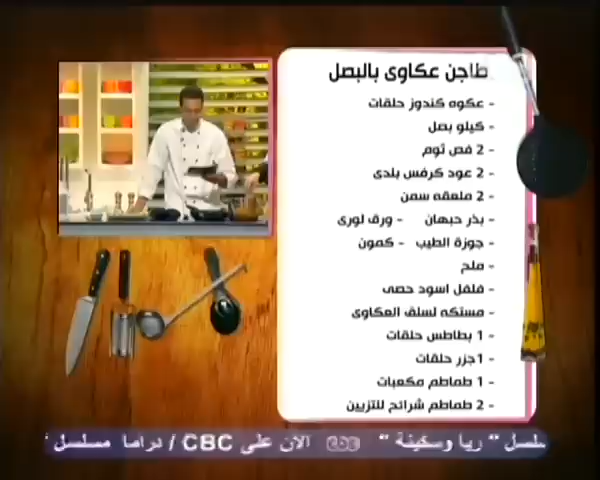 طاجن عكاوى بالبصل
- عكوه كندوز حلقات
- كيلو بصل
- 2 فص ثوم
- 2 عود كرفس بلدى
- 2 ملعقه سمن
- بذر حبهان - ورق لورى
- جوزة الطيب - كمون
- ملح
- فلفل اسود حصى
- مستكه لسلق العكاوى
- 1 بطاطس حلقات
- 1جزر حلقات
- 1 طماطم مكعبات
- 2 طماطم شرائح للتزيين
سلسل " ريا وسكينة " الان على CBC / دراما مسلسل "